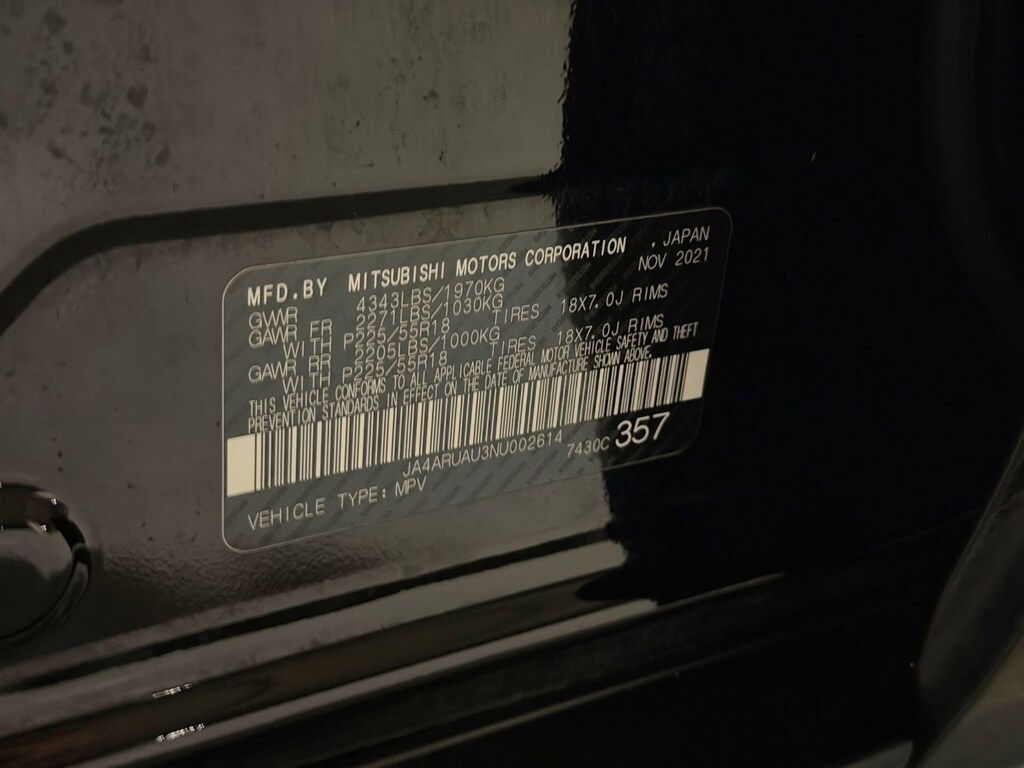 MFD.BY MITSUBISHI MOTORS CORPORATION . JAPAN
NOV 2021
GVWR 4343LBS/1970KG
GAWR FR 2271LBS/1030KG
WITH P225/55R18 TIRES 18X7.0J RIMS
GAWR RR 2205LBS/1000KG
WITH P225/55R18 TIRES 18X7.0J RIMS
THIS VEHICLE CONFORMS TO ALL APPLICABLE FEDERAL MOTOR VEHICLE SAFETY AND THEFT
PREVENTION STANDARDS IN EFFECT ON THE DATE OF MANUFACTURE SHOWN ABOVE.
JA4ARUAU3NU002614 7430C 357
VEHICLE TYPE: MPV